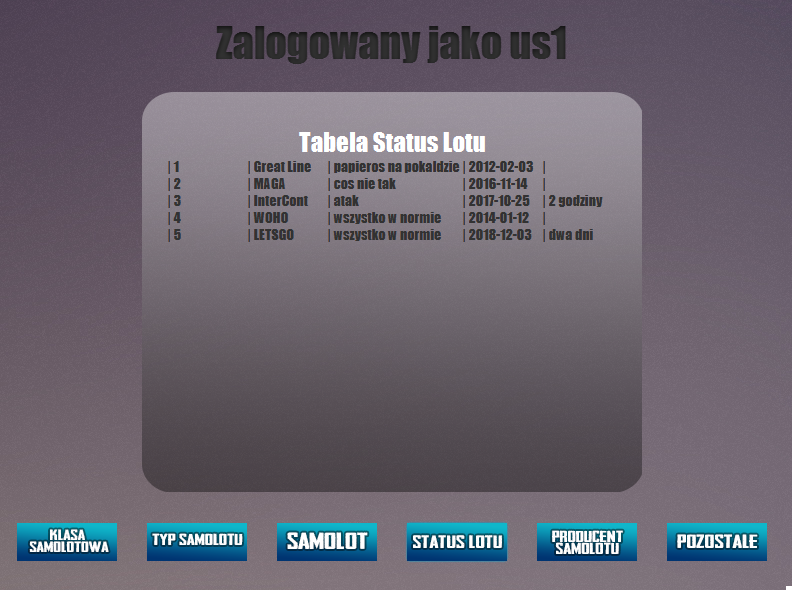 Zalogowany jako us1
Tabela Status Lotu
| 1 | Great Line | papieros na pokaldzie | 2012-02-03 |
| 2 | MAGA | cos nie tak | 2016-11-14 |
| 3 | InterCont | atak | 2017-10-25 | 2 godziny
| 4 | WOHO | wszystko w normie | 2014-01-12 |
| 5 | LETSGO | wszystko w normie | 2018-12-03 | dwa dni
KLASA
SAMOLOTOWA
TYP SAMOLOTU
SAMOLOT
STATUS LOTU
PRODUCENT
SAMOLOTU
POZOSTALE